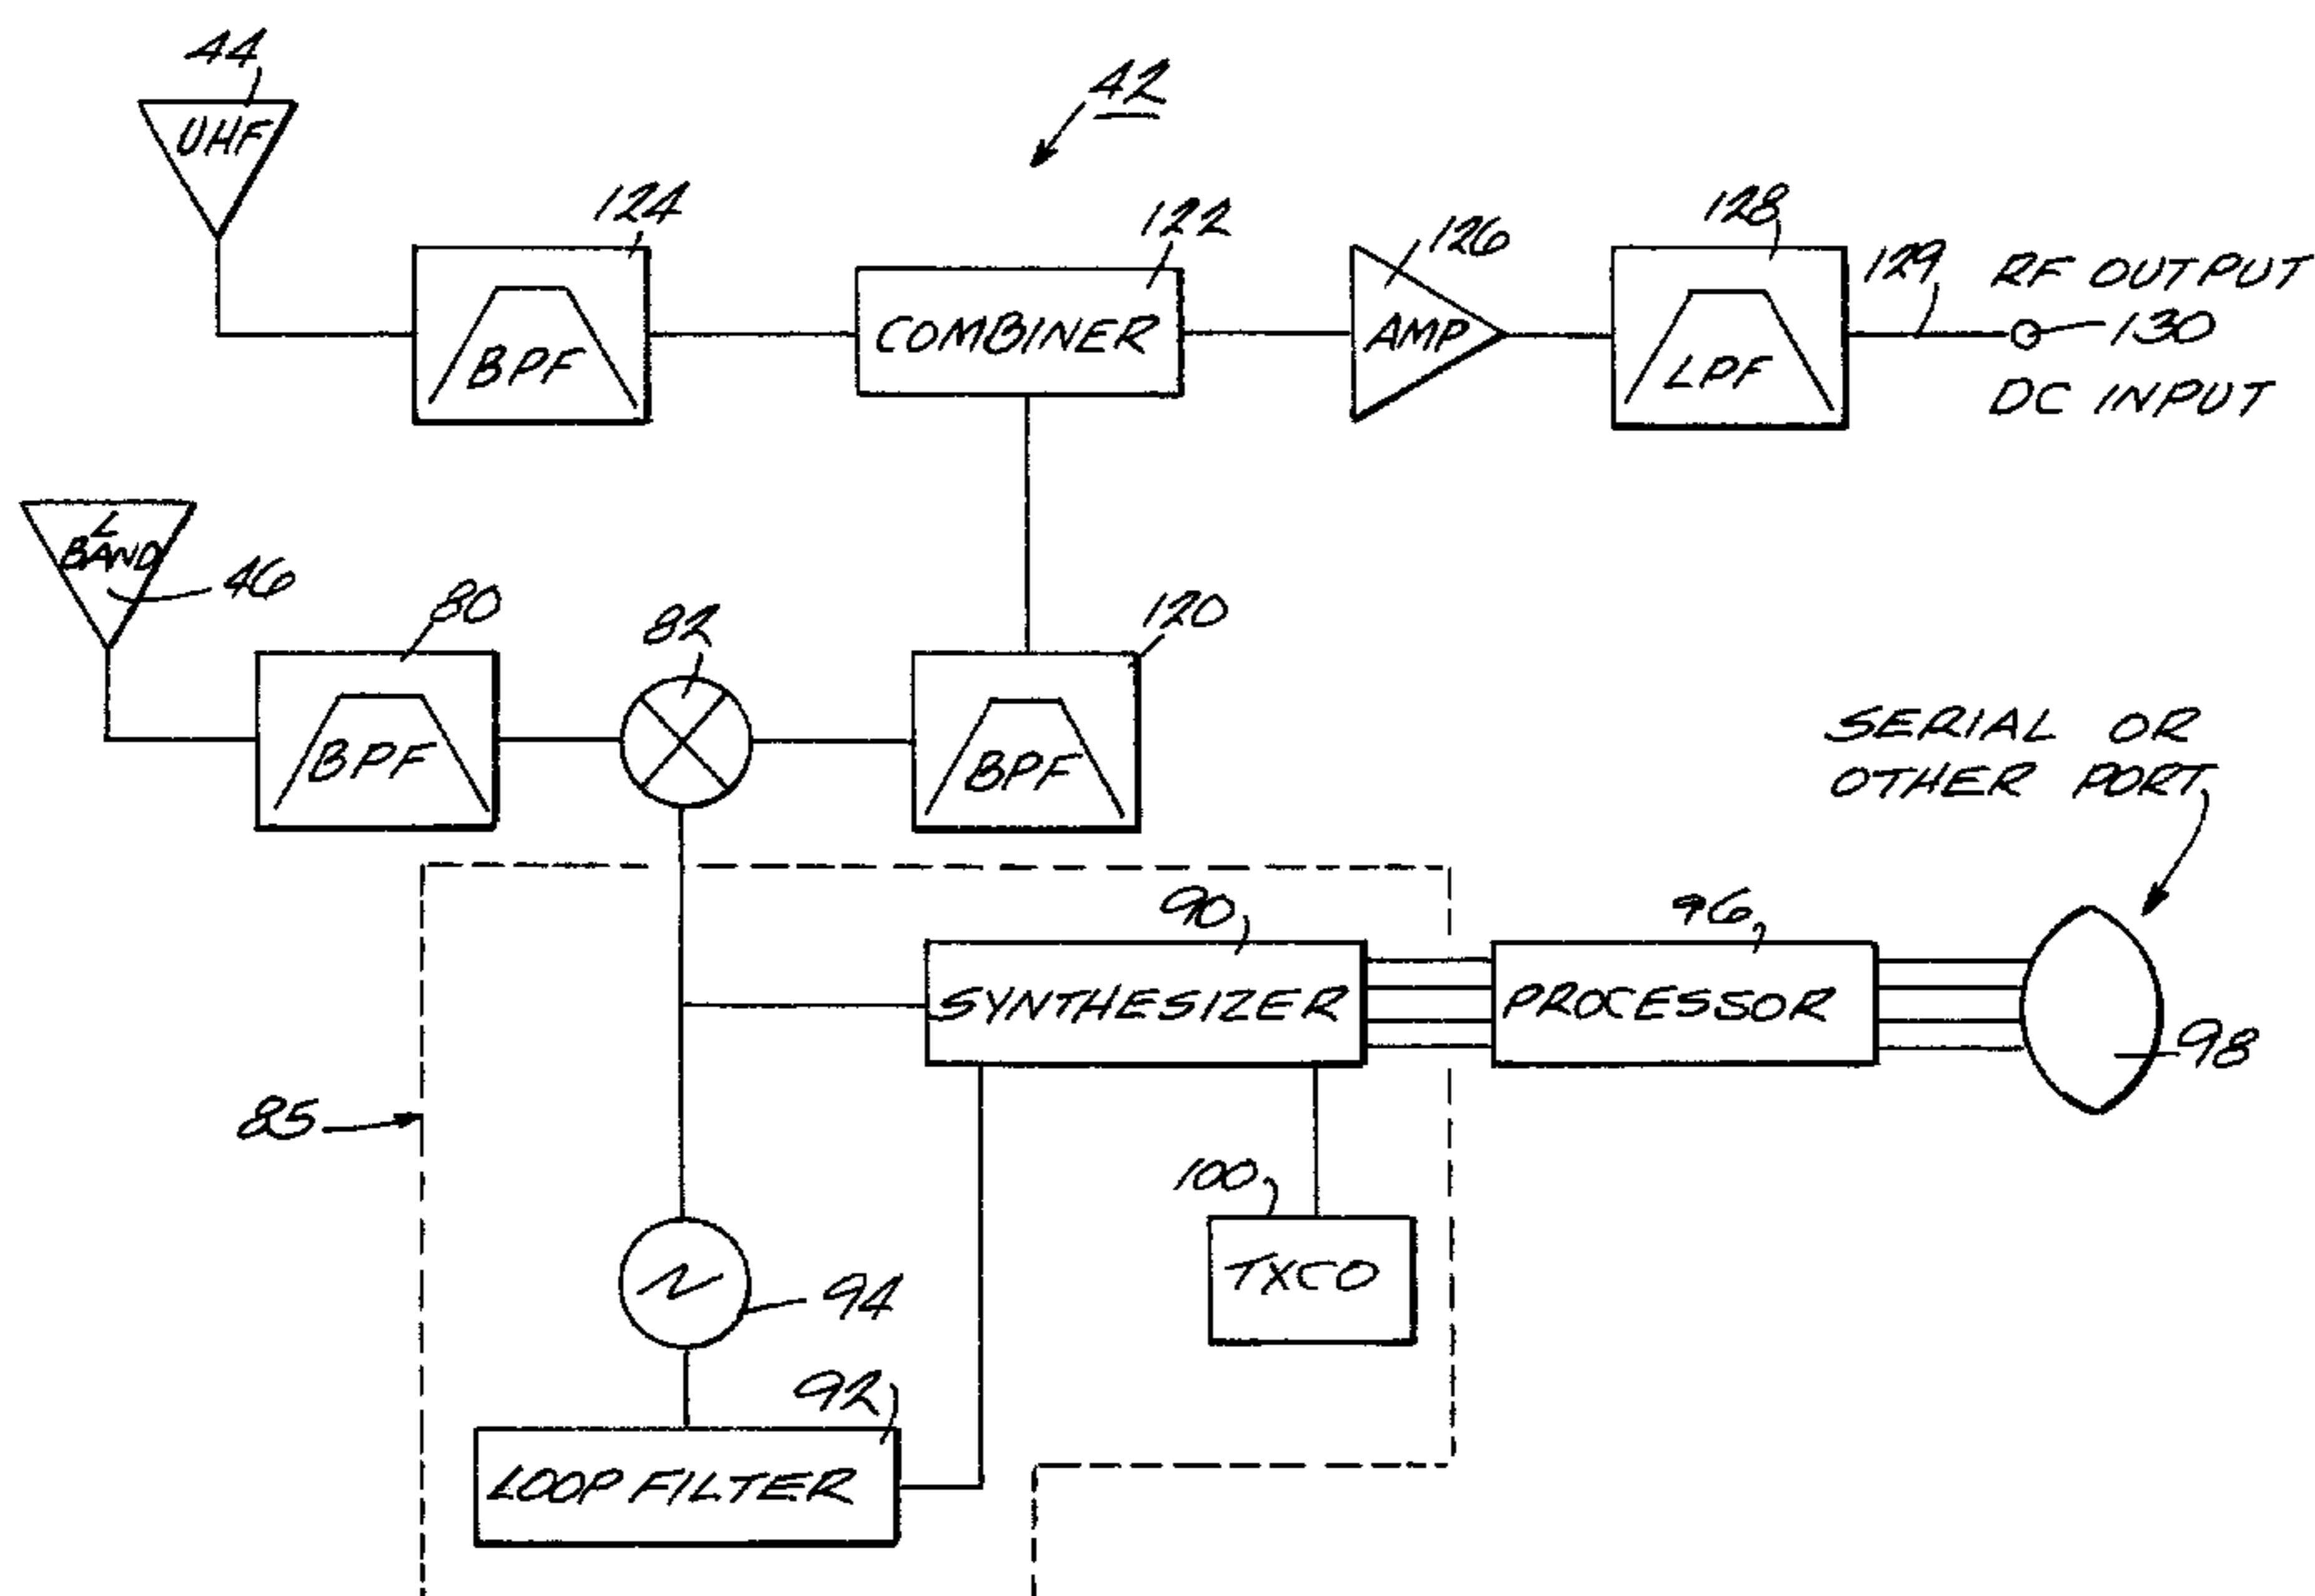 44
UHF
42
124
BPF
122
COMBINER
126
AMP
128
LPF
129
RF OUTPUT
130
DC INPUT
L
BAND
46
80
BPF
82
120
BPF
SERIAL OR
OTHER PORT
85
90
SYNTHESIZER
96
PROCESSOR
98
100
TXCO
94
92
LOOP FILTER